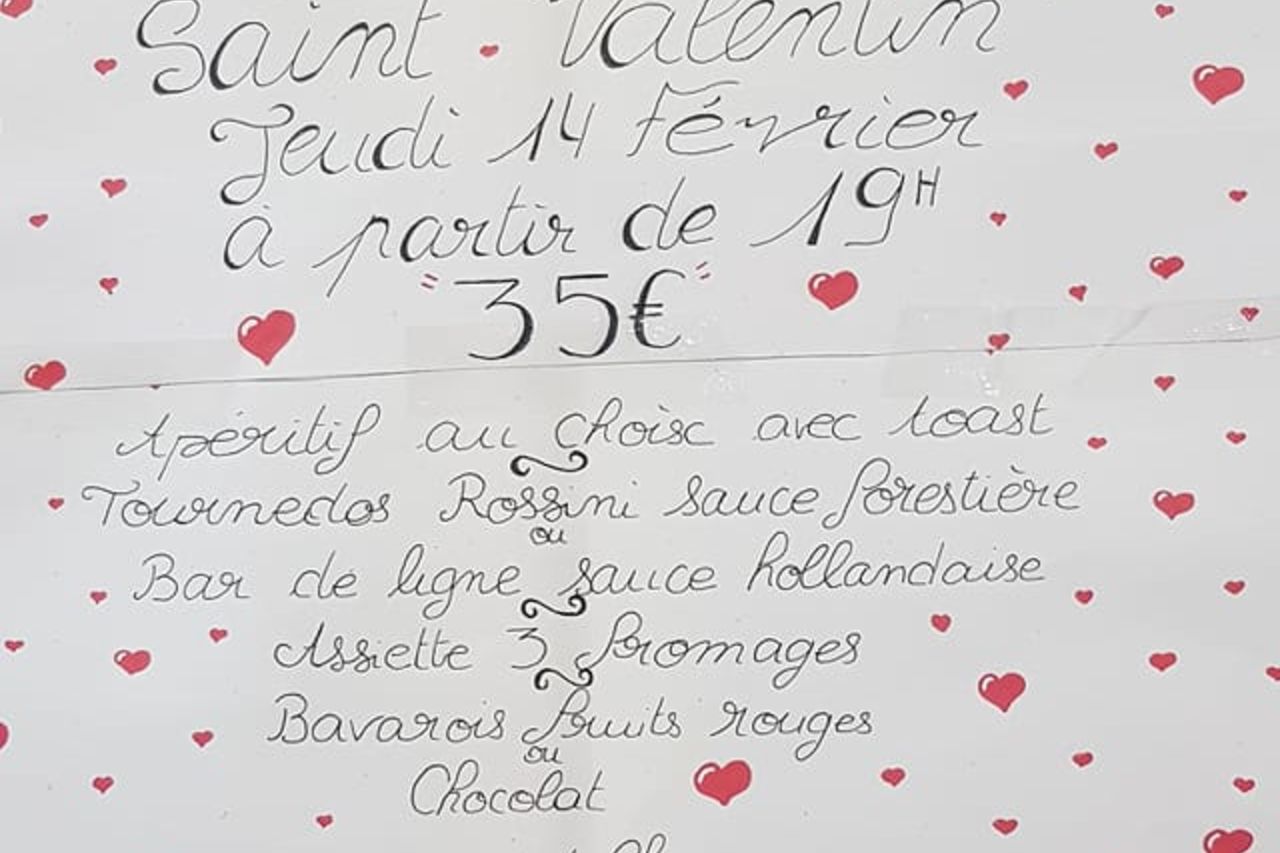 Saint Valentin
Jeudi 14 Février
à partir de 19H
"35€"
Apéritif au choix avec toast
Tournedos Rossini sauce forestière
ou
Bar de ligne sauce hollandaise
Assiette 3 fromages
Bavarois fruits rouges
ou
Chocolat